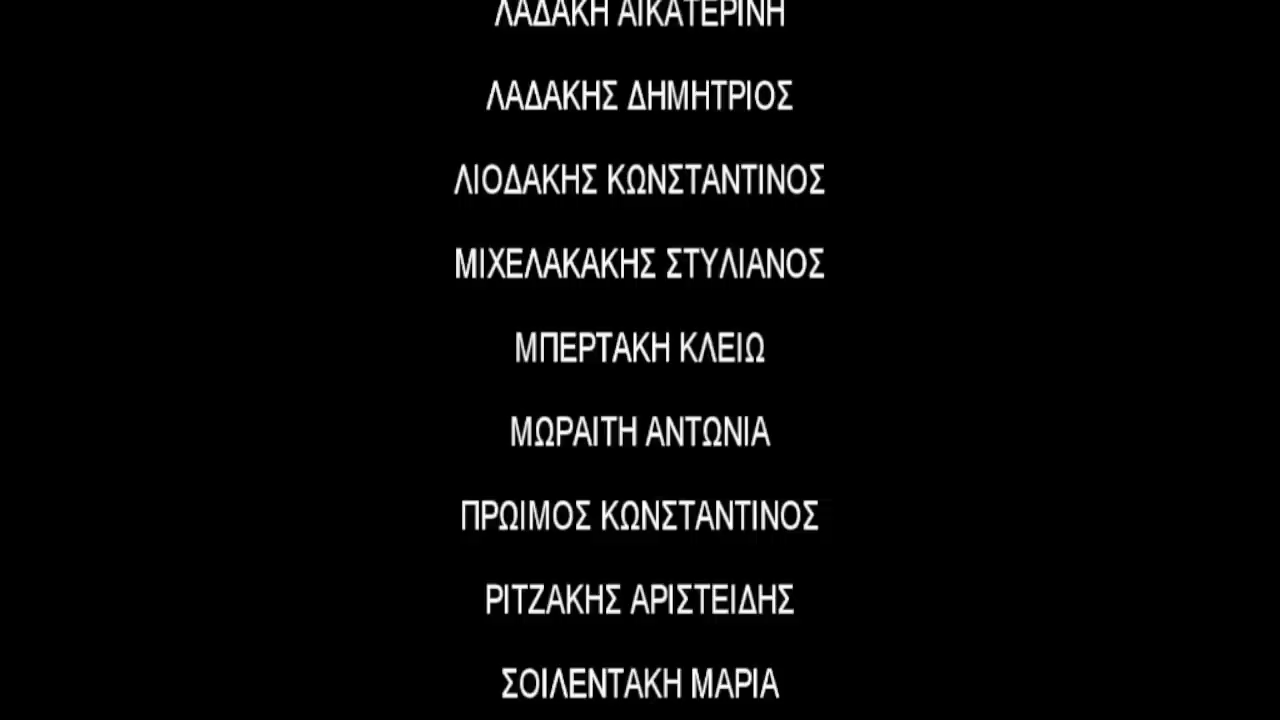 ΛΑΔΑΚΗ ΑΙΚΑΤΕΡΙΝΗ
ΛΑΔΑΚΗΣ ΔΗΜΗΤΡΙΟΣ
ΛΙΟΔΑΚΗΣ ΚΩΝΣΤΑΝΤΙΝΟΣ
ΜΙΧΕΛΑΚΑΚΗΣ ΣΤΥΛΙΑΝΟΣ
ΜΠΕΡΤΑΚΗ ΚΛΕΙΩ
ΜΩΡΑΙΤΗ ΑΝΤΩΝΙΑ
ΠΡΩΙΜΟΣ ΚΩΝΣΤΑΝΤΙΝΟΣ
ΡΙΤΖΑΚΗΣ ΑΡΙΣΤΕΙΔΗΣ
ΣΟΙΛΕΝΤΑΚΗ ΜΑΡΙΑ